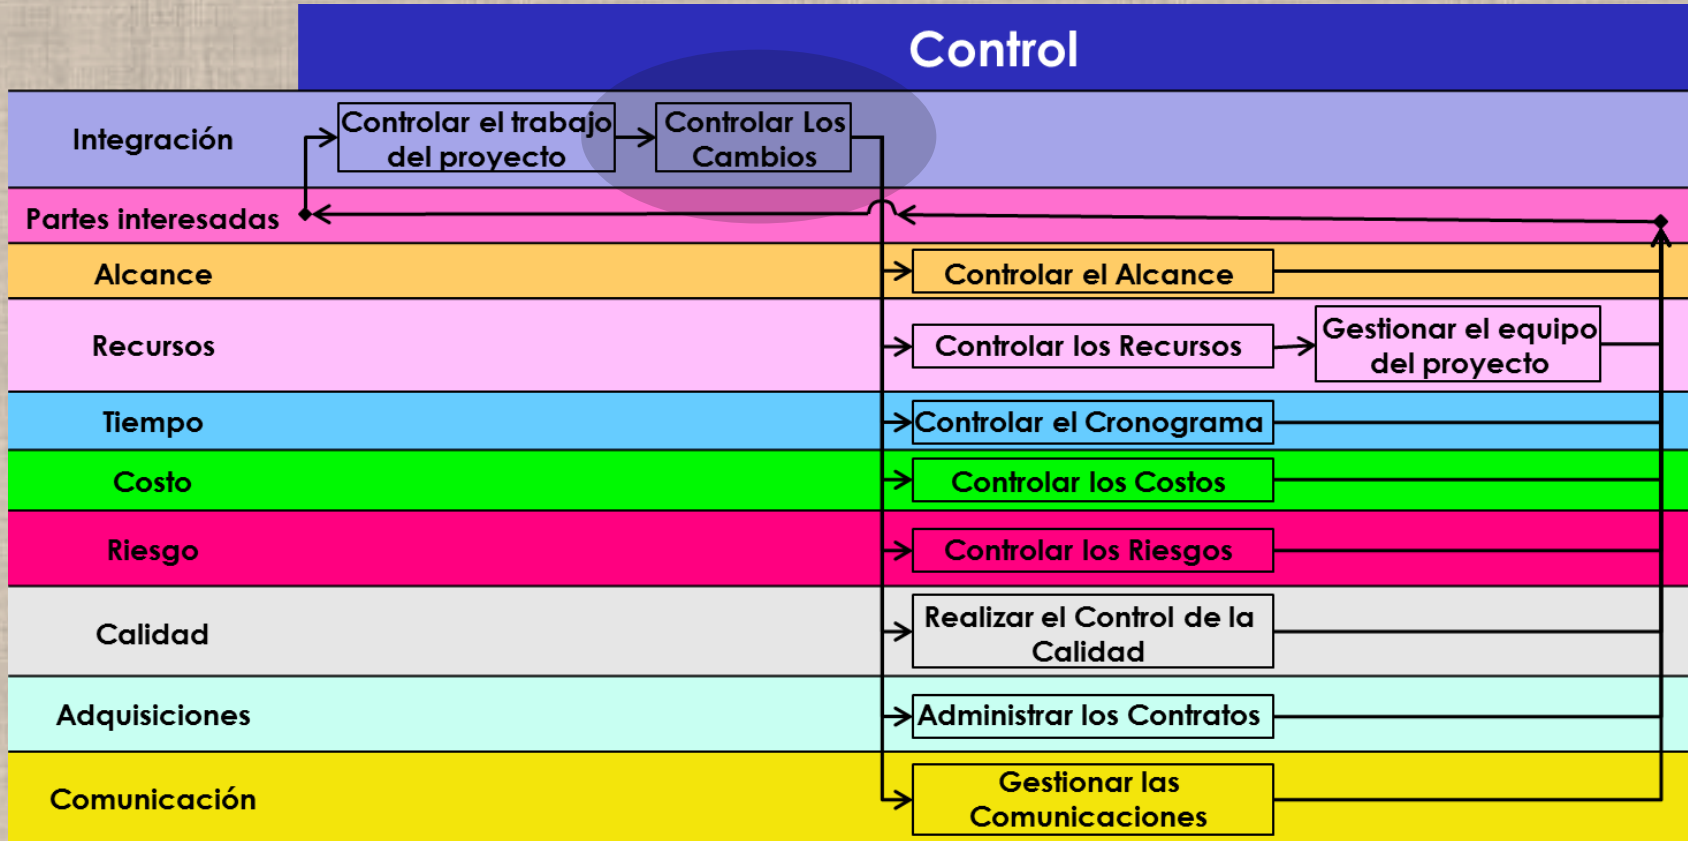 Control
Integración
Controlar el trabajo
del proyecto
Controlar Los
Cambios
Partes interesadas
Alcance
Controlar el Alcance
Recursos
Controlar los Recursos
Gestionar el equipo
del proyecto
Tiempo
Controlar el Cronograma
Costo
Controlar los Costos
Riesgo
Controlar los Riesgos
Calidad
Realizar el Control de la
Calidad
Adquisiciones
Administrar los Contratos
Comunicación
Gestionar las
Comunicaciones